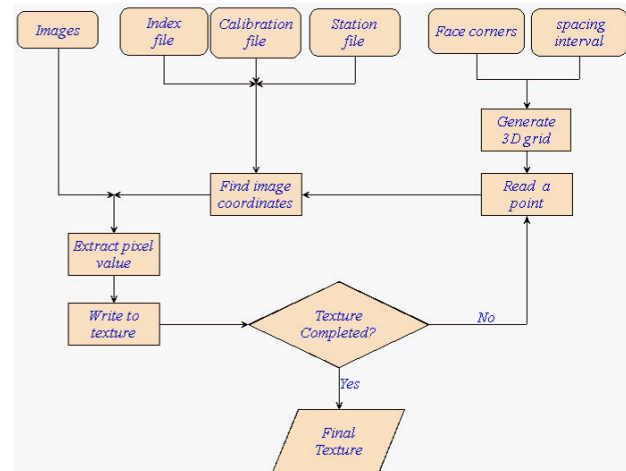 Images
Index
file
Calibration
file
Station
file
Face corners
spacing
interval
Generate
3D grid
Find image
coordinates
Read a
point
Extract pixel
value
Write to
texture
Texture
Completed?
No
Yes
Final
Texture